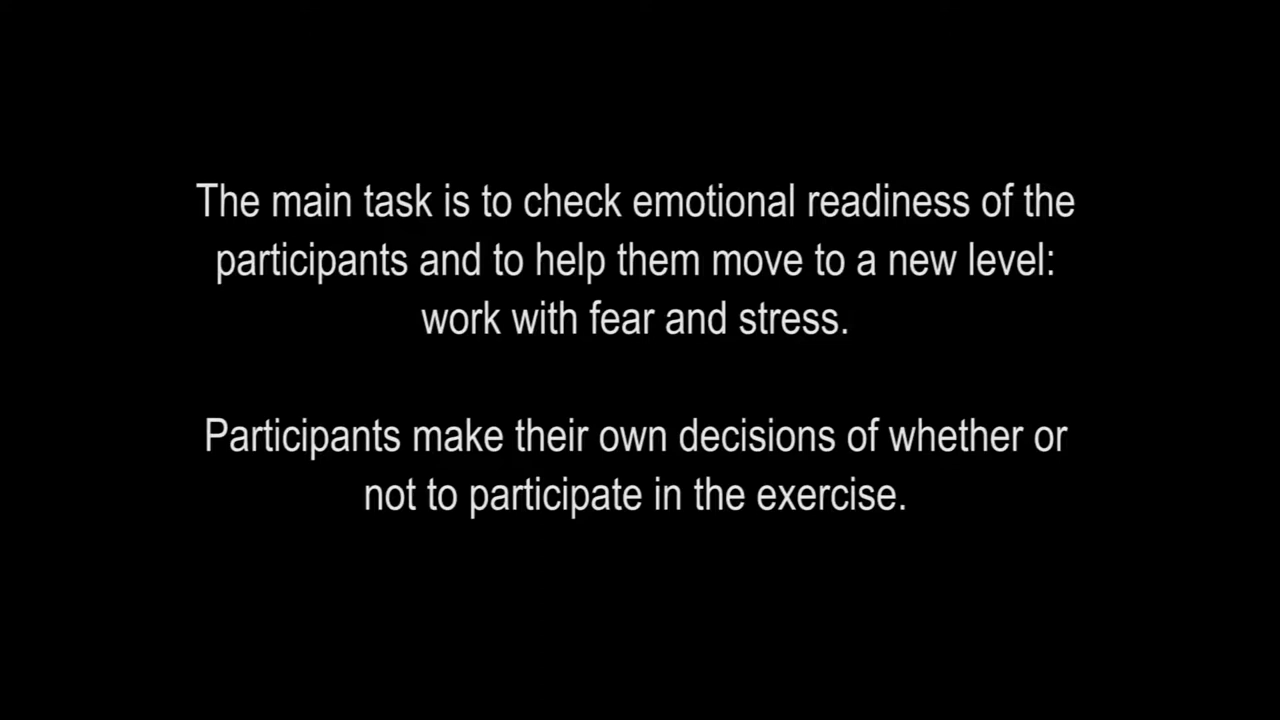 The main task is to check emotional readiness of the
participants and to help them move to a new level:
work with fear and stress.
Participants make their own decisions of whether or
not to participate in the exercise.